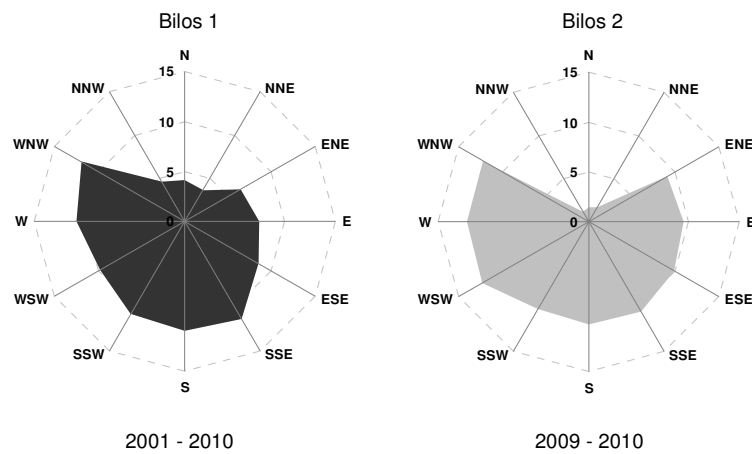 Bilos 1
N
15
NNE
10
ENE
5
E
0
ESE
SSE
S
SSW
WSW
W
WNW
NNW
2001 - 2010
Bilos 2
N
15
NNE
10
ENE
5
E
0
ESE
SSE
S
SSW
WSW
W
WNW
NNW
2009 - 2010